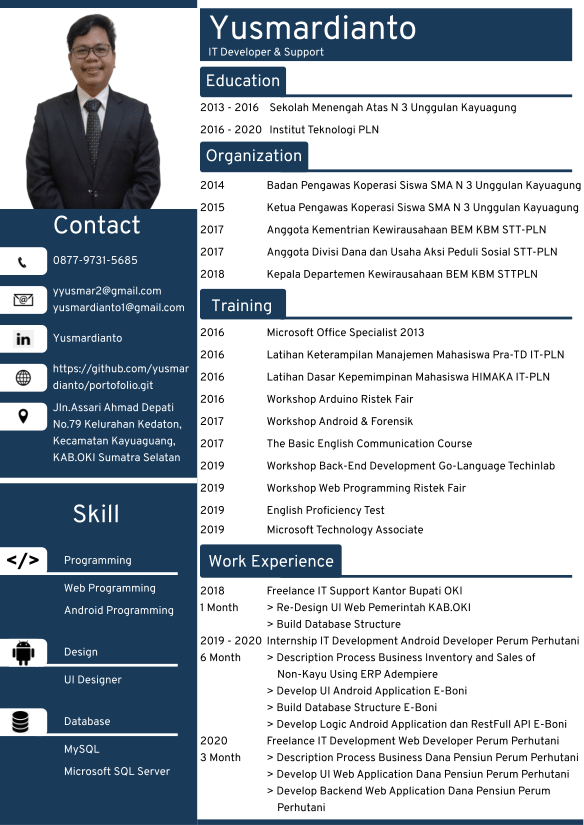 Yusmardianto
IT Developer & Support
Education
2013 - 2016 Sekolah Menengah Atas N 3 Unggulan Kayuagung
2016 - 2020 Institut Teknologi PLN
Organization
2014 Badan Pengawas Koperasi Siswa SMA N 3 Unggulan Kayuagung
2015 Ketua Pengawas Koperasi Siswa SMA N 3 Unggulan Kayuagung
2017 Anggota Kementrian Kewirausahaan BEM KBM STT-PLN
2017 Anggota Divisi Dana dan Usaha Aksi Peduli Sosial STT-PLN
2018 Kepala Departemen Kewirausahaan BEM KBM STTPLN
Training
2016 Microsoft Office Specialist 2013
2016 Latihan Keterampilan Manajemen Mahasiswa Pra-TD IT-PLN
2016 Latihan Dasar Kepemimpinan Mahasiswa HIMAKA IT-PLN
2016 Workshop Arduino Ristek Fair
2017 Workshop Android & Forensik
2017 The Basic English Communication Course
2019 Workshop Back-End Development Go-Language Techinlab
2019 Workshop Web Programming Ristek Fair
2019 English Proficiency Test
2019 Microsoft Technology Associate
Work Experience
2018 Freelance IT Support Kantor Bupati OKI
1 Month > Re-Design UI Web Pemerintah KAB.OKI
> Build Database Structure
2019 - 2020 Internship IT Development Android Developer Perum Perhutani
6 Month > Description Process Business Inventory and Sales of
Non-Kayu Using ERP Adempiere
> Develop UI Android Application E-Boni
> Build Database Structure E-Boni
> Develop Logic Android Application dan RestFull API E-Boni
2020 Freelance IT Development Web Developer Perum Perhutani
3 Month > Description Process Business Dana Pensiun Perum Perhutani
> Develop UI Web Application Dana Pensiun Perum Perhutani
> Develop Backend Web Application Dana Pensiun Perum
Perhutani
Contact
0877-9731-5685
yyusmar2@gmail.com
yusmardianto1@gmail.com
in Yusmardianto
https://github.com/yusmar
dianto/portofolio.git
Jln.Assari Ahmad Depati
No.79 Kelurahan Kedaton,
Kecamatan Kayuaguang,
KAB.OKI Sumatra Selatan
Skill
</> Programming
Web Programming
Android Programming
Design
UI Designer
Database
MySQL
Microsoft SQL Server